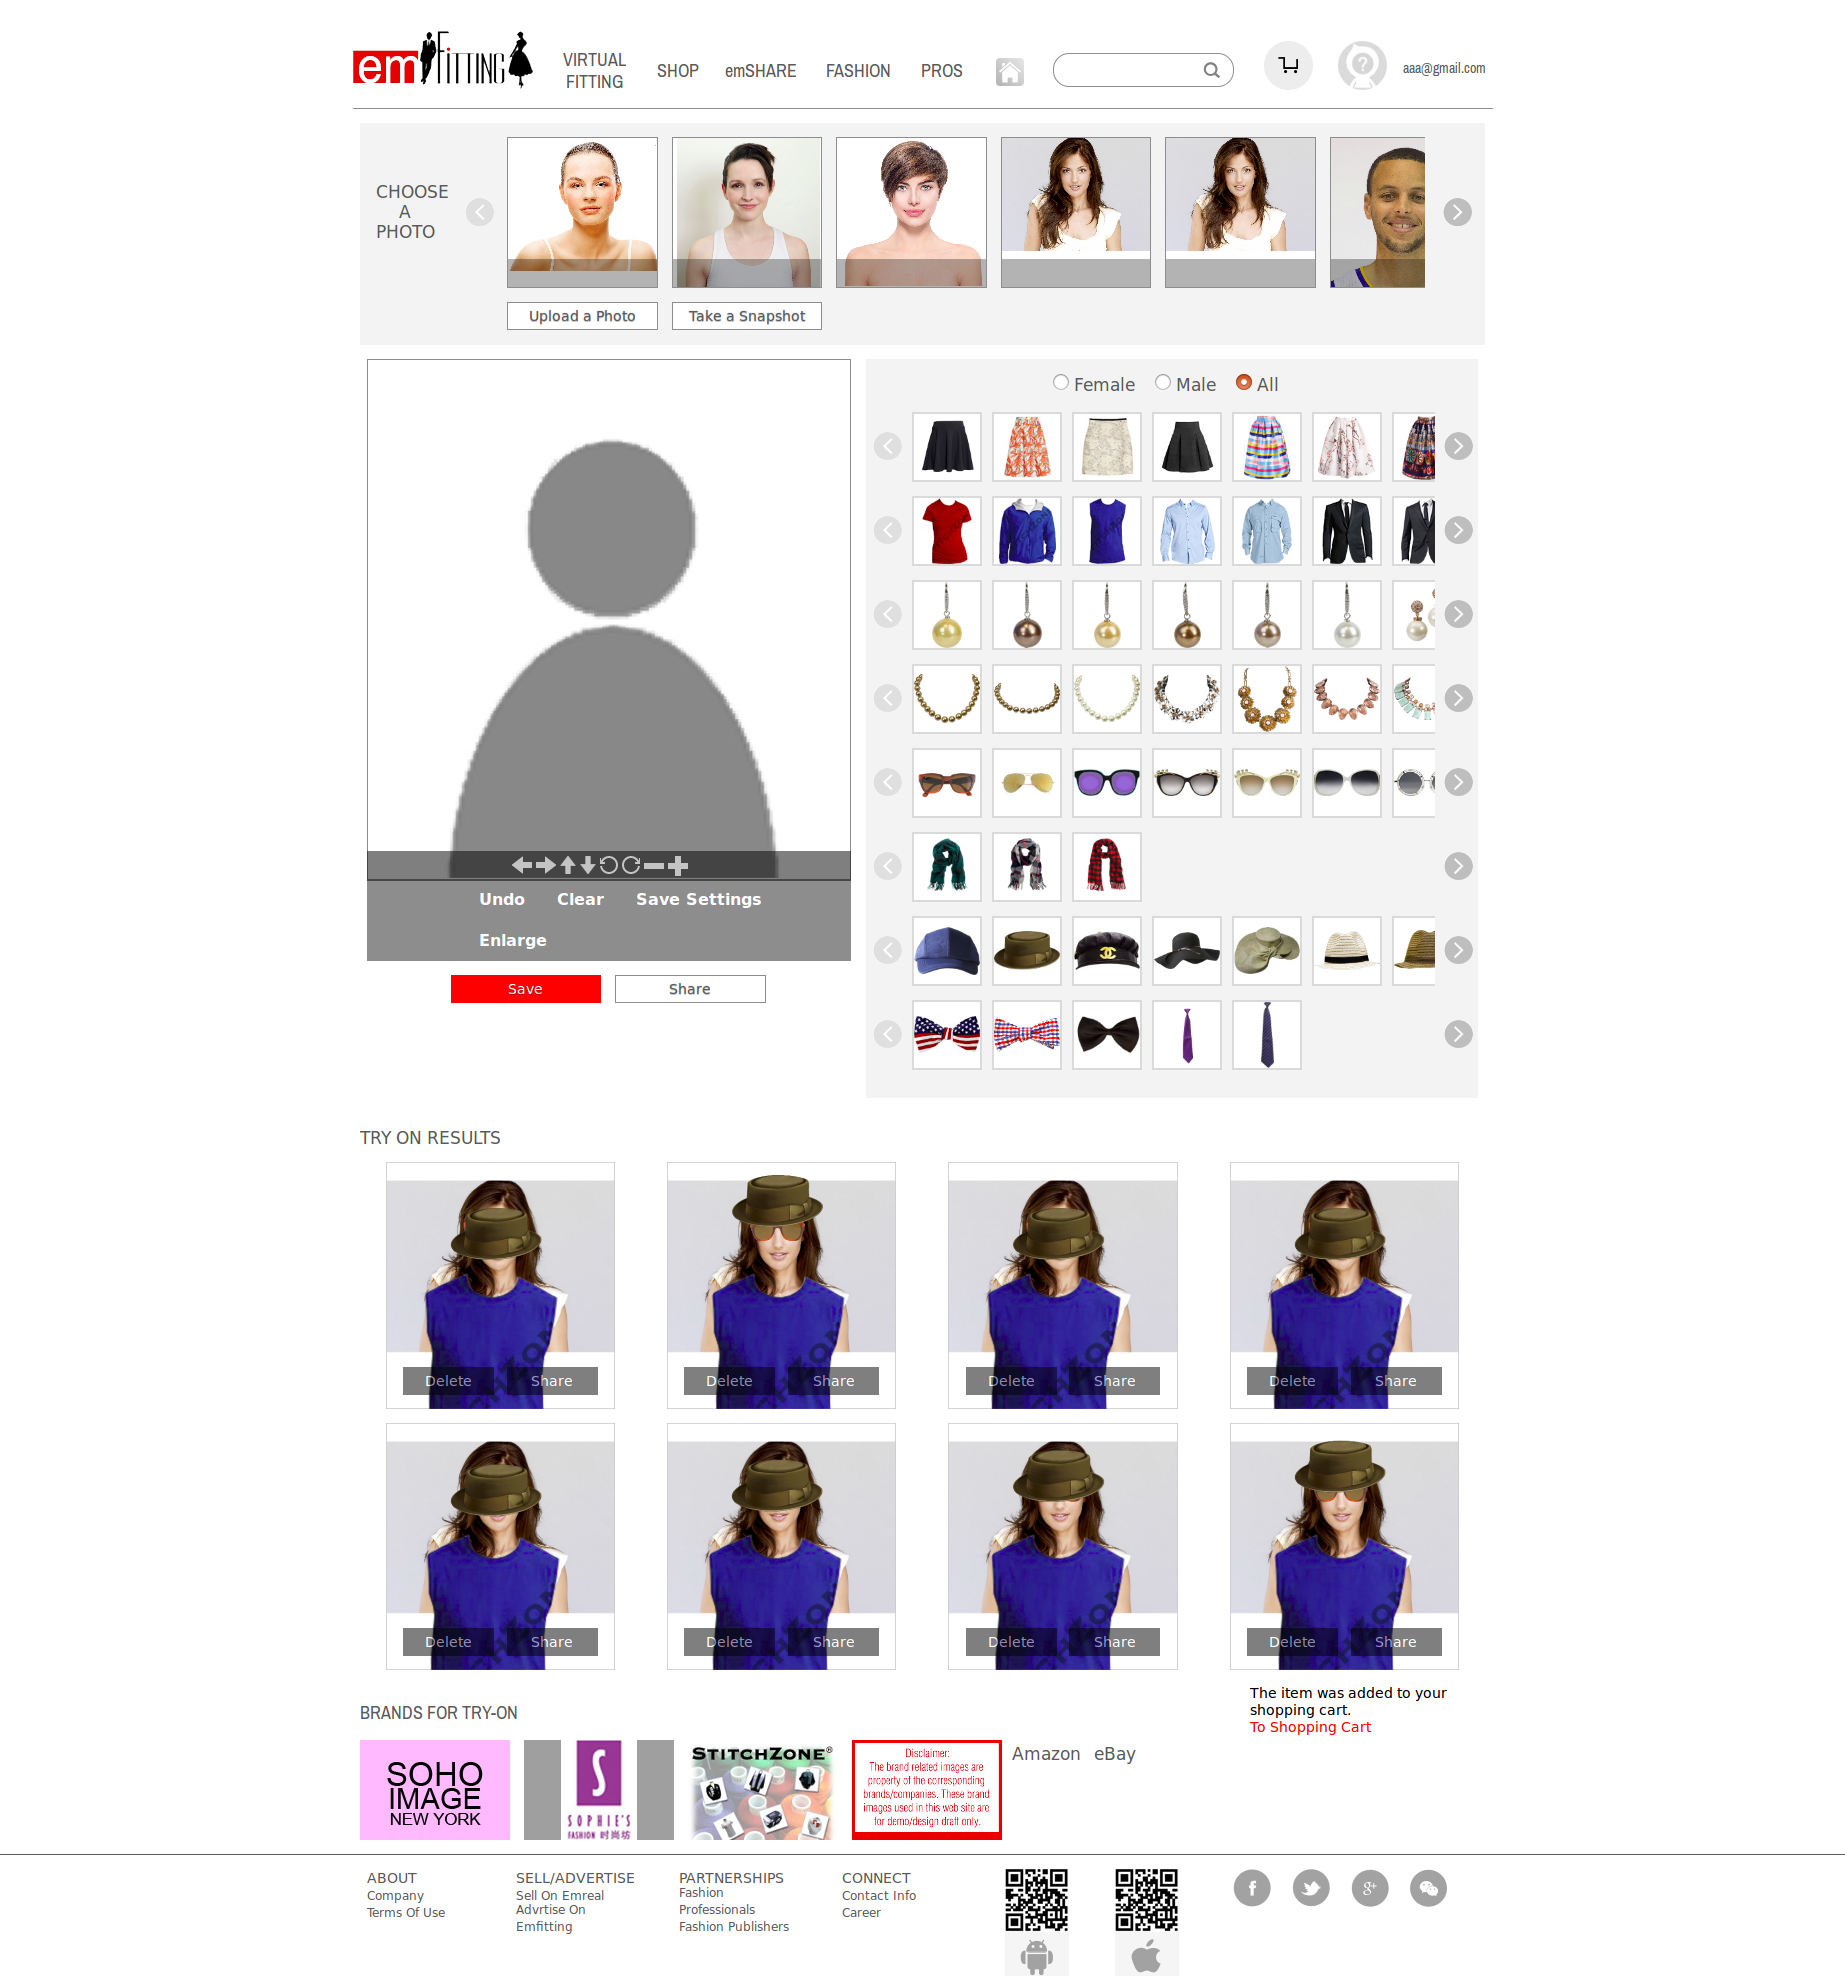 em FITTING
VIRTUAL
FITTING
SHOP
emSHARE
FASHION
PROS
aaa@gmail.com
CHOOSE
A
PHOTO
Upload a Photo
Take a Snapshot
Female
Male
All
Undo
Clear
Save Settings
Enlarge
Save
Share
TRY ON RESULTS
Delete
Share
Delete
Share
Delete
Share
Delete
Share
Delete
Share
Delete
Share
Delete
Share
Delete
Share
The item was added to your
shopping cart.
To Shopping Cart
BRANDS FOR TRY-ON
SOHO
IMAGE
NEW YORK
S
SOPHIE'S
FASHION 时尚坊
STITCHZONE®
Disclaimer:
The brand related images are
property of the corresponding
brands/companies. These brand
images used in this web site are
for demo/design draft only.
Amazon
eBay
ABOUT
Company
Terms Of Use
SELL/ADVERTISE
Sell On Emreal
Advrtise On
Emfitting
PARTNERSHIPS
Fashion
Professionals
Fashion Publishers
CONNECT
Contact Info
Career